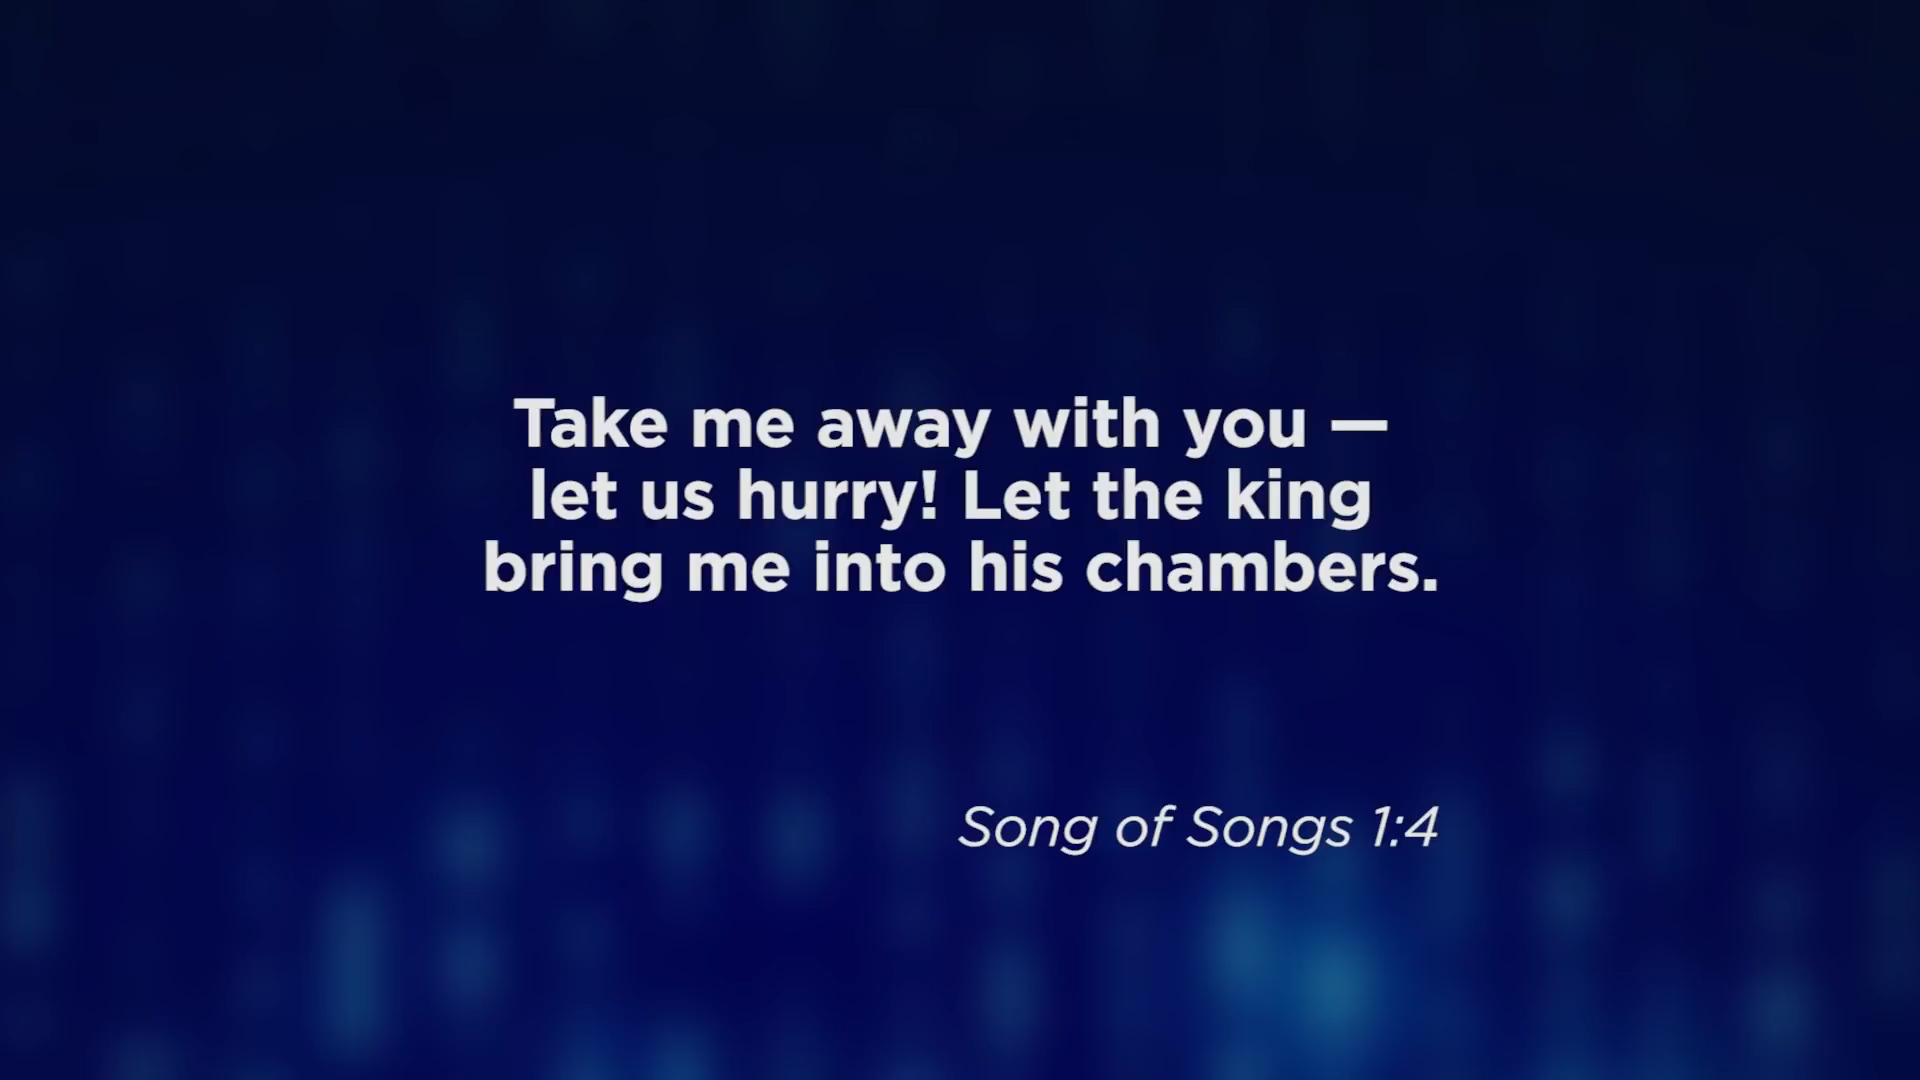 Take me away with you —
let us hurry! Let the king
bring me into his chambers.
Song of Songs 1:4